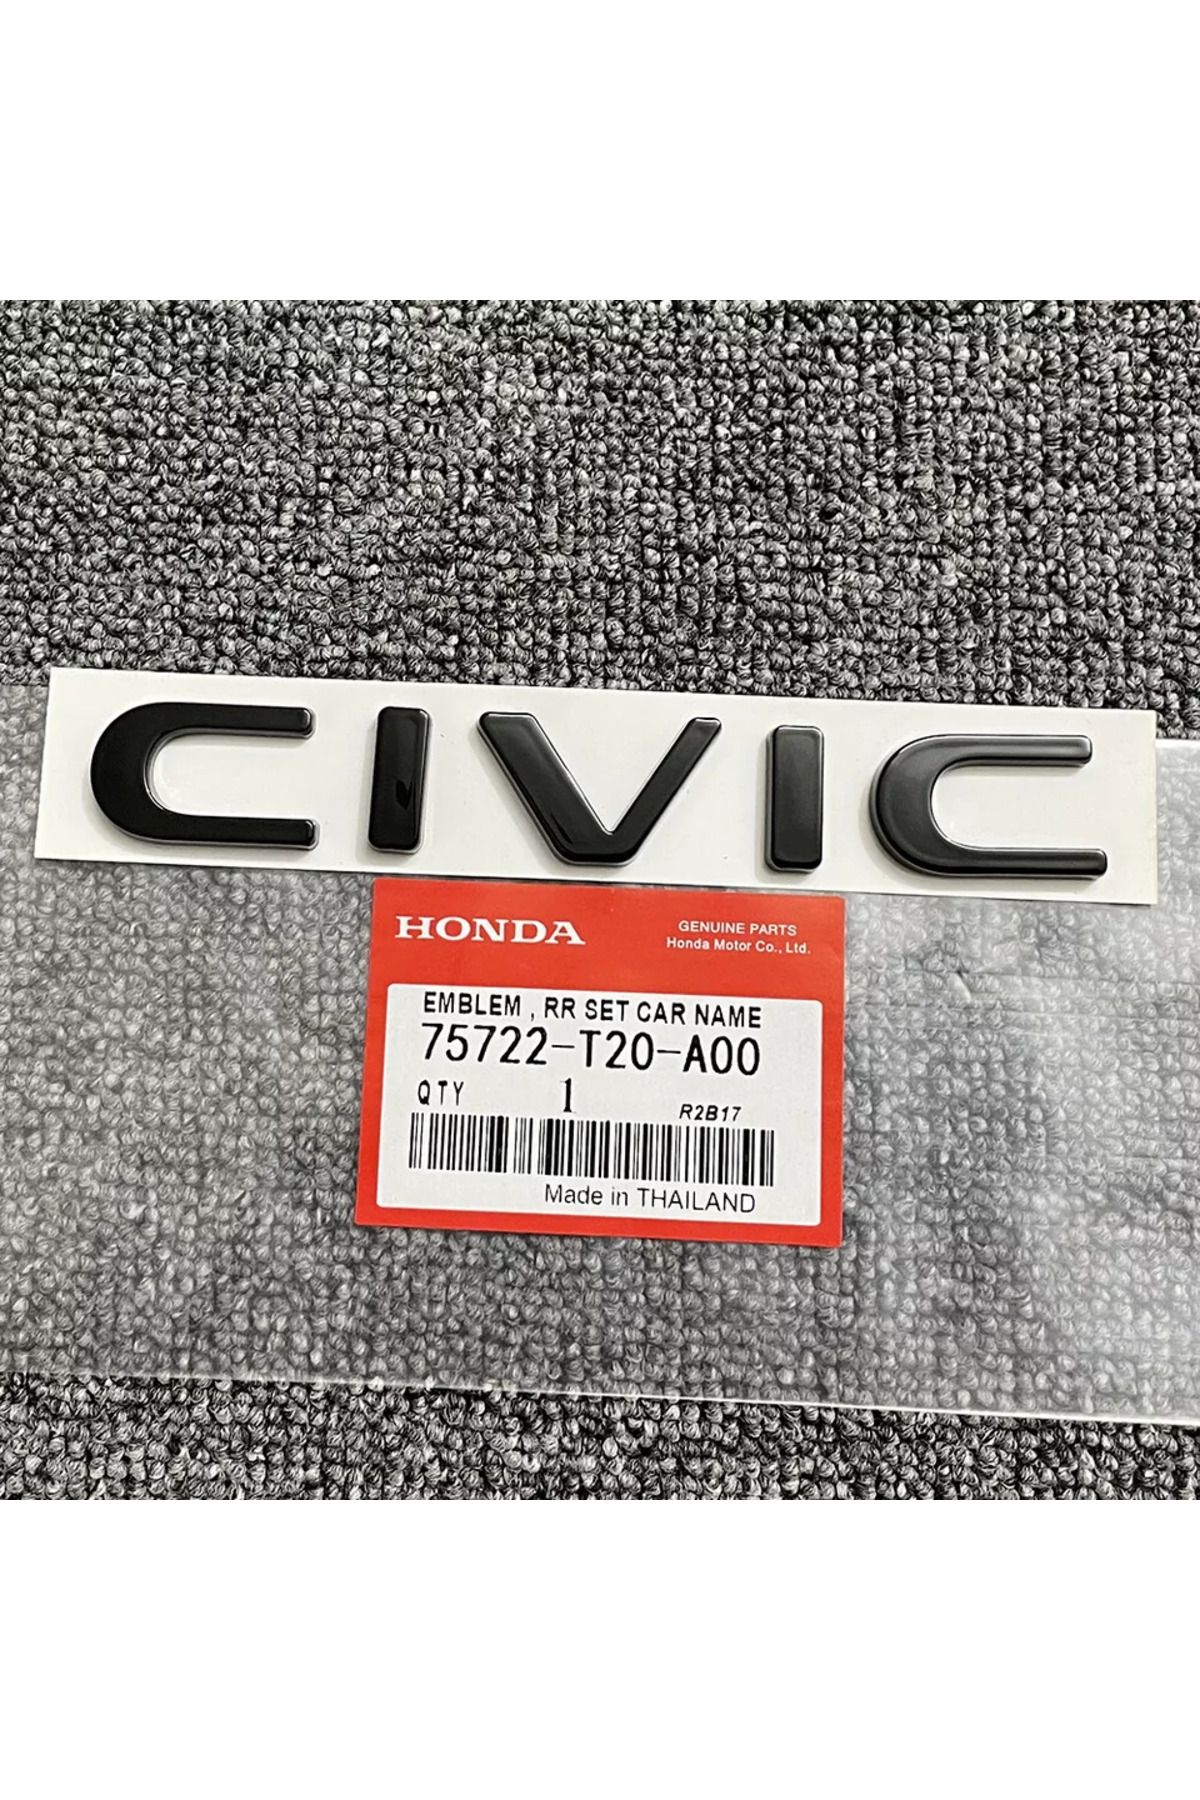 CIVIC
HONDA
GENUINE PARTS
Honda Motor Co., Ltd.
EMBLEM , RR SET CAR NAME
75722-T20-A00
QTY 1 R2B17
Made in THAILAND